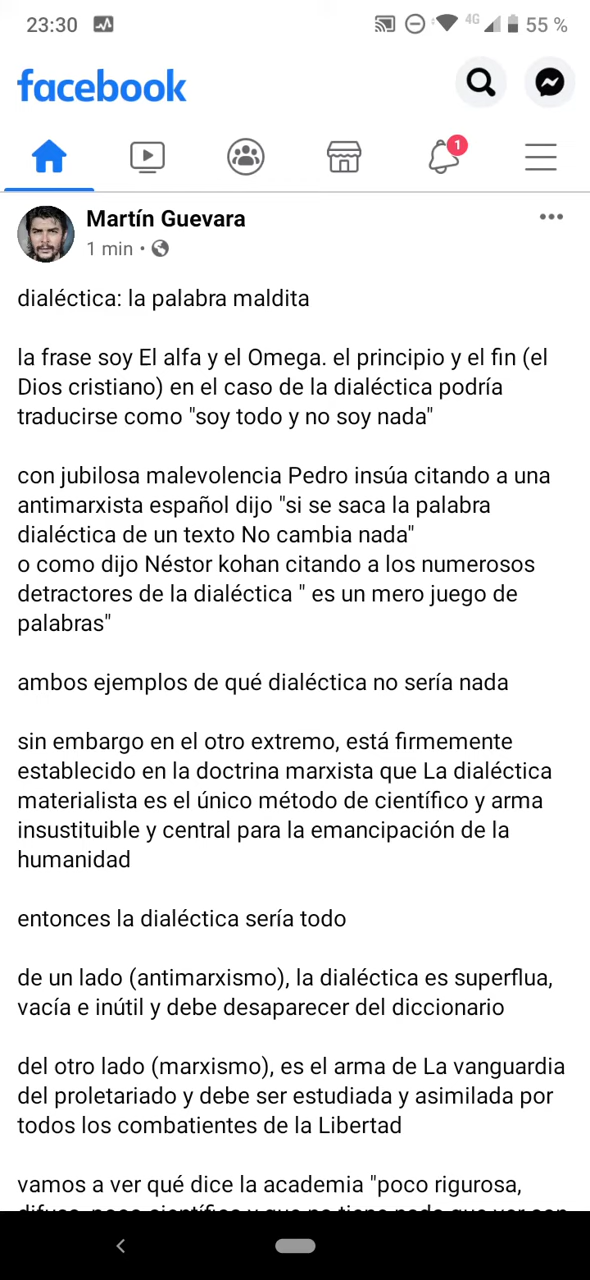 23:30
4G
55 %
facebook
1
Martín Guevara
1 min •
dialéctica: la palabra maldita
la frase soy El alfa y el Omega. el principio y el fin (el
Dios cristiano) en el caso de la dialéctica podría
traducirse como "soy todo y no soy nada"
con jubilosa malevolencia Pedro insúa citando a una
antimarxista español dijo "si se saca la palabra
dialéctica de un texto No cambia nada"
o como dijo Néstor kohan citando a los numerosos
detractores de la dialéctica " es un mero juego de
palabras"
ambos ejemplos de qué dialéctica no sería nada
sin embargo en el otro extremo, está firmemente
establecido en la doctrina marxista que La dialéctica
materialista es el único método de científico y arma
insustituible y central para la emancipación de la
humanidad
entonces la dialéctica sería todo
de un lado (antimarxismo), la dialéctica es superflua,
vacía e inútil y debe desaparecer del diccionario
del otro lado (marxismo), es el arma de La vanguardia
del proletariado y debe ser estudiada y asimilada por
todos los combatientes de la Libertad
vamos a ver qué dice la academia "poco rigurosa,